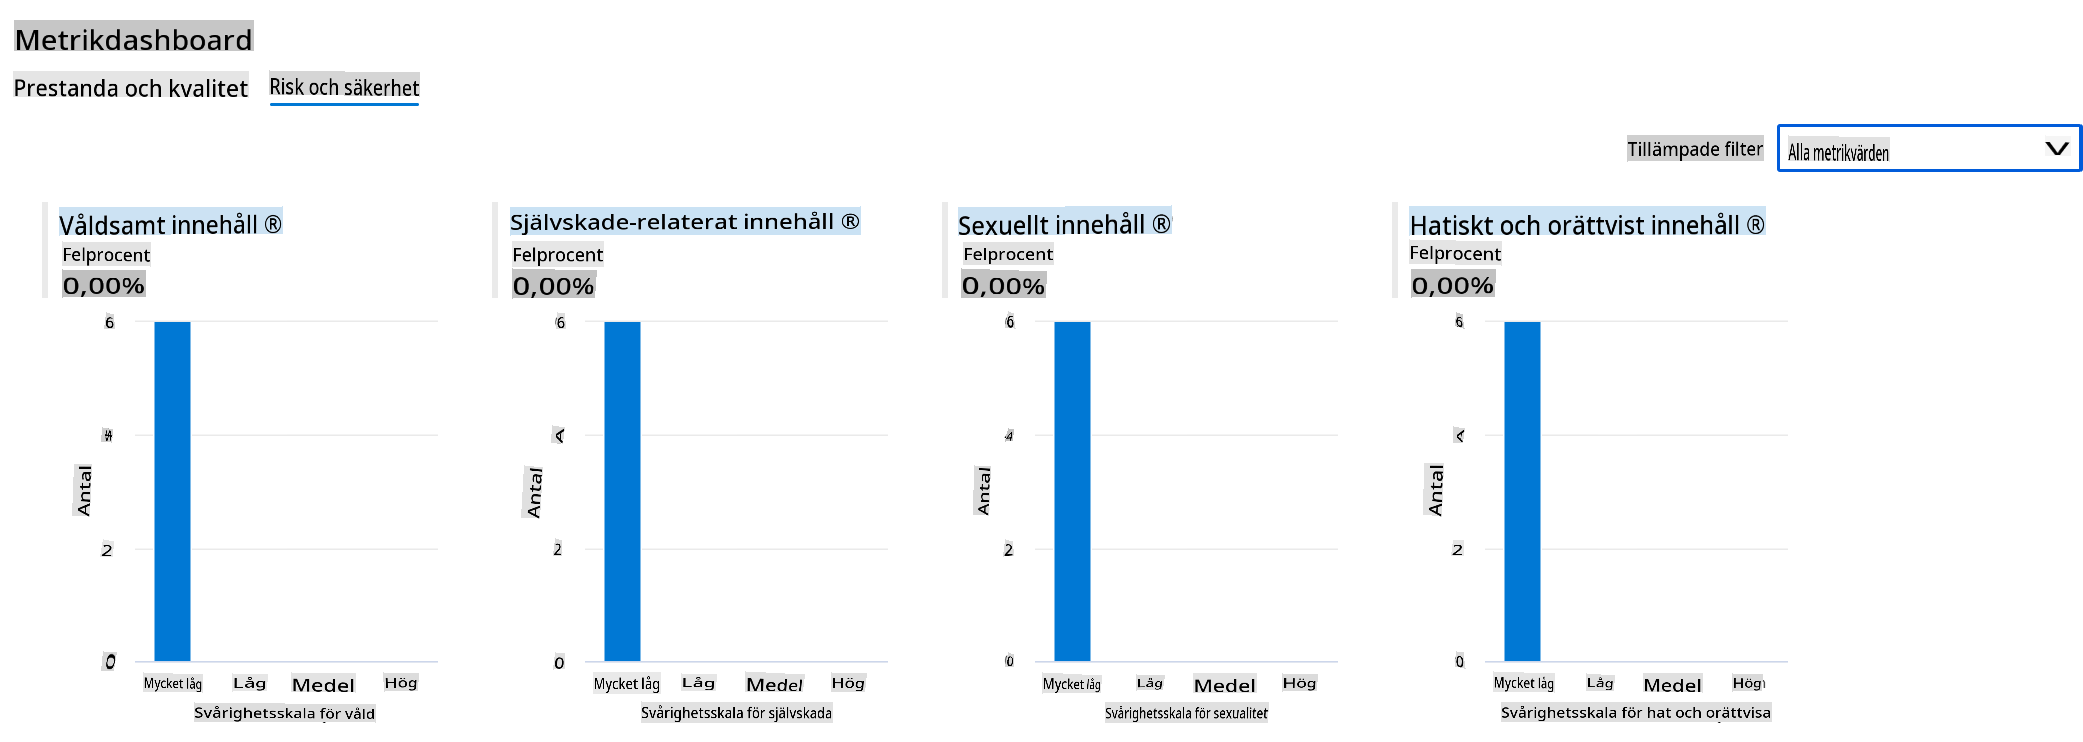 Metrikdashboard
Prestanda och kvalitet Risk och säkerhet
Tillämpade filter Alla metrikvärden
Våldsamt innehåll ®
Felprocent
0,00%
6
4
2
0
Antal
Mycket låg Låg Medel Hög
Svårighetsskala för våld
Självskade-relaterat innehåll ®
Felprocent
0,00%
6
4
2
0
Antal
Mycket låg Låg Medel Hög
Svårighetsskala för självskada
Sexuellt innehåll ®
Felprocent
0,00%
6
4
2
0
Antal
Mycket låg Låg Medel Hög
Svårighetsskala för sexualitet
Hatiskt och orättvist innehåll ®
Felprocent
0,00%
6
4
2
0
Antal
Mycket låg Låg Medel Hög
Svårighetsskala för hat och orättvisa